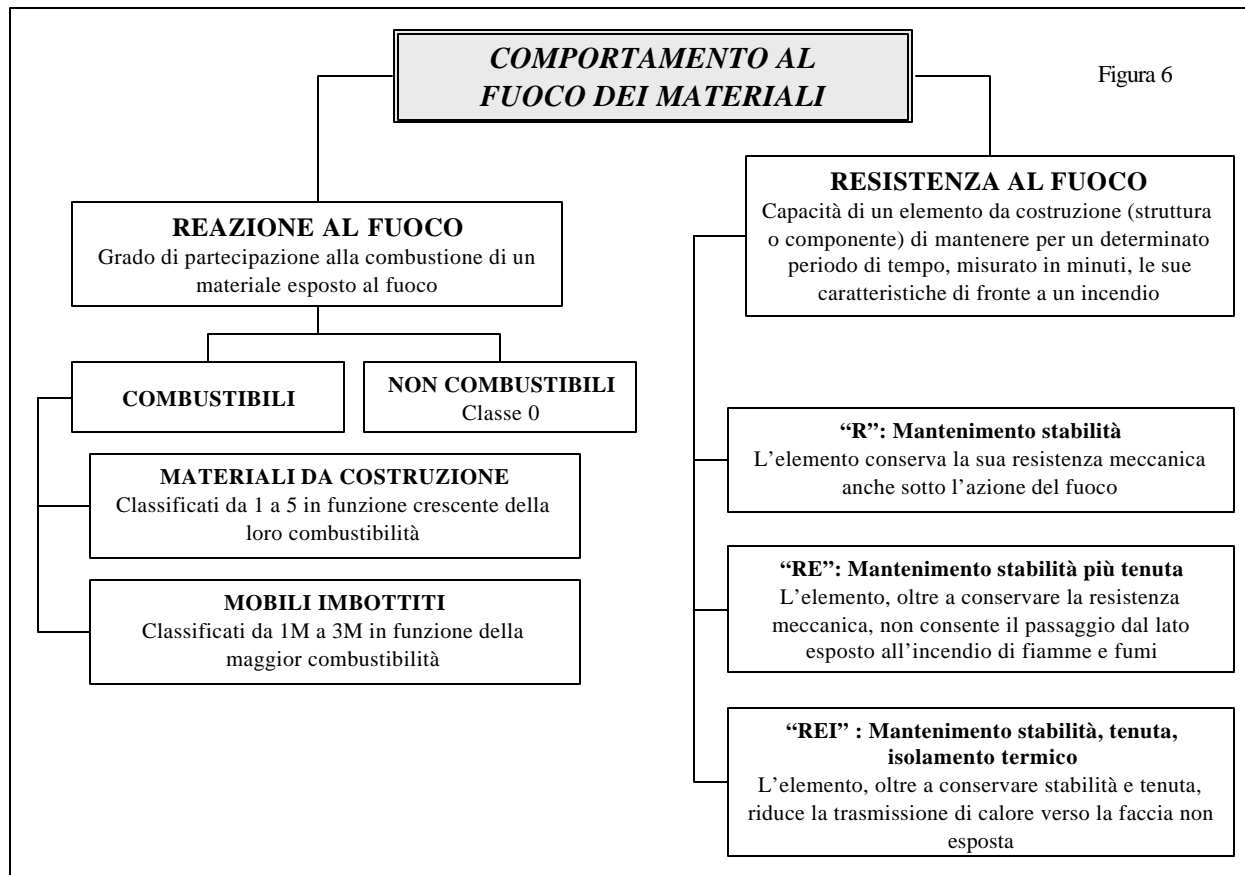 COMPORTAMENTO AL
FUOCO DEI MATERIALI
Figura 6
REAZIONE AL FUOCO
Grado di partecipazione alla combustione di un
materiale esposto al fuoco
COMBUSTIBILI
NON COMBUSTIBILI
Classe 0
MATERIALI DA COSTRUZIONE
Classificati da 1 a 5 in funzione crescente della
loro combustibilità
MOBILI IMBOTTITI
Classificati da 1M a 3M in funzione della
maggior combustibilità
RESISTENZA AL FUOCO
Capacità di un elemento da costruzione (struttura
o componente) di mantenere per un determinato
periodo di tempo, misurato in minuti, le sue
caratteristiche di fronte a un incendio
“R”: Mantenimento stabilità
L’elemento conserva la sua resistenza meccanica
anche sotto l’azione del fuoco
“RE”: Mantenimento stabilità più tenuta
L’elemento, oltre a conservare la resistenza
meccanica, non consente il passaggio dal lato
esposto all’incendio di fiamme e fumi
“REI” : Mantenimento stabilità, tenuta,
isolamento termico
L’elemento, oltre a conservare stabilità e tenuta,
riduce la trasmissione di calore verso la faccia non
esposta